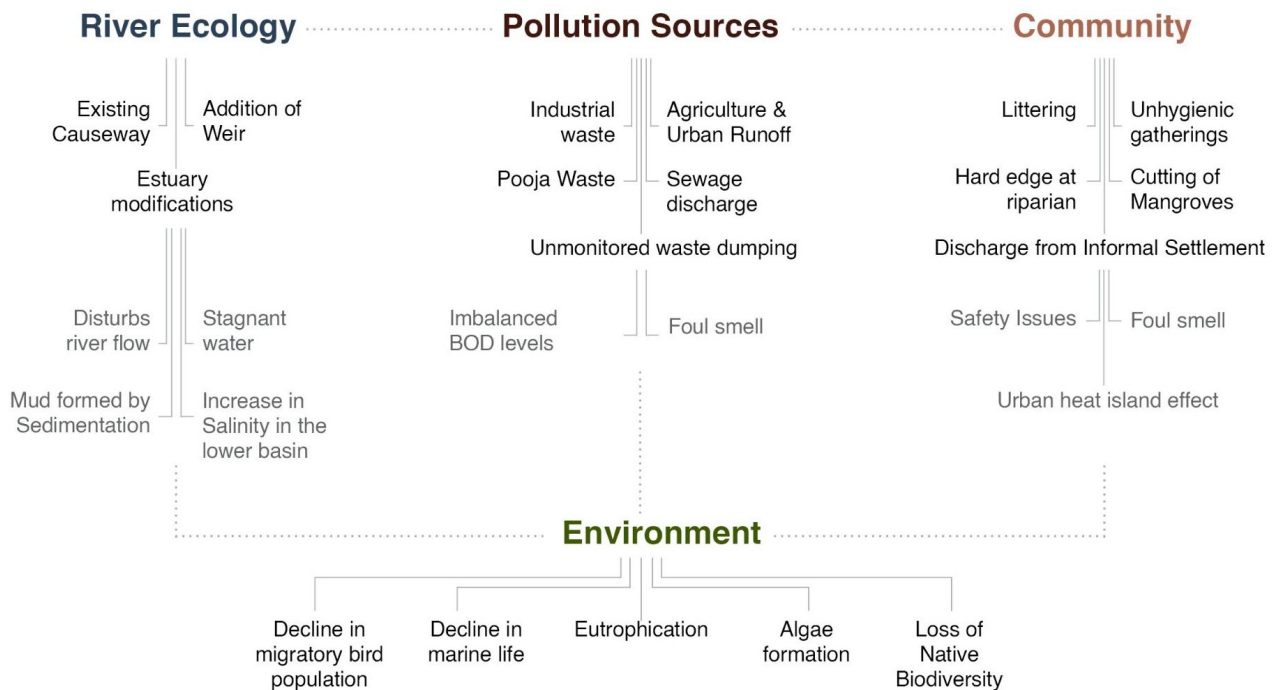 River Ecology
Pollution Sources
Community
Existing
Causeway
Addition of
Weir
Estuary
modifications
Disturbs
river flow
Stagnant
water
Mud formed by
Sedimentation
Increase in
Salinity in the
lower basin
Industrial
waste
Agriculture &
Urban Runoff
Pooja Waste
Sewage
discharge
Unmonitored waste dumping
Imbalanced
BOD levels
Foul smell
Littering
Unhygienic
gatherings
Hard edge at
riparian
Cutting of
Mangroves
Discharge from Informal Settlement
Safety Issues
Foul smell
Urban heat island effect
Environment
Decline in
migratory bird
population
Decline in
marine life
Eutrophication
Algae
formation
Loss of
Native
Biodiversity